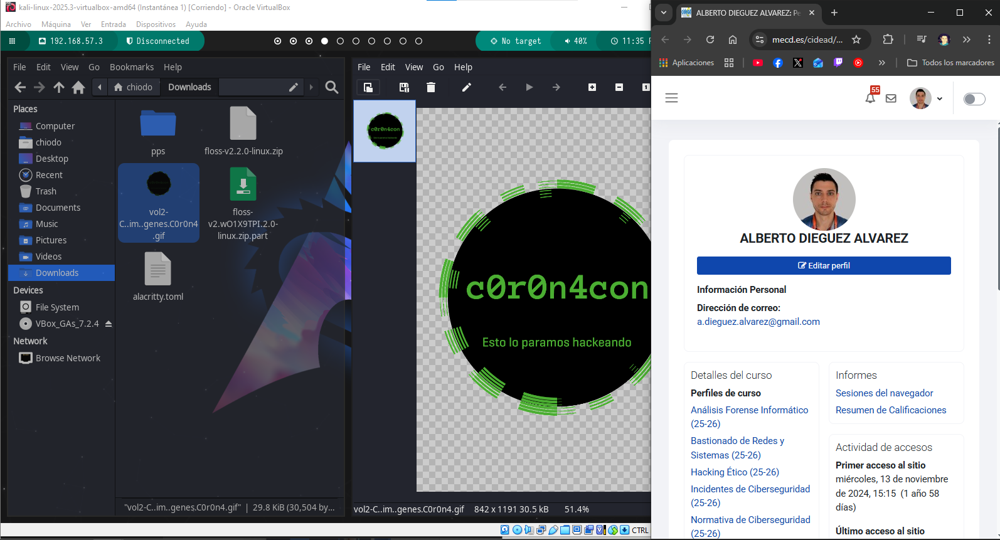 kali-linux-2025.3-virtualbox-amd64 (Instantánea 1) [Corriendo] - Oracle VirtualBox
Archivo Máquina Ver Entrada Dispositivos Ayuda
192.168.57.3 Disconnected No target 40% 11:35
File Edit View Go Bookmarks Help
chiodo Downloads
Places
Computer
chiodo
Desktop
Recent
Trash
Documents
Music
Pictures
Videos
Downloads
Devices
File System
VBox_GAs_7.2.4
Network
Browse Network
pps
floss-v2.2.0-linux.zip
vol2-
C..im..genes.C0r0n4
.gif
floss-
v2.wO1X9TPI.2.0-
linux.zip.part
alacritty.toml
"vol2-C..im..genes.C0r0n4.gif" | 29.8 KiB (30,504 by...
File Edit View Go Help
c0r0n4con
Esto lo paramos hackeando
c0r0n4con
vol2-C..im..genes.C0r0n4.gif 842 x 1191 30.5 kB 51.4%
CTRL
ALBERTO DIEGUEZ ALVAREZ: Pe
mecd.es/cidead/...
Aplicaciones
Todos los marcadores
55
ALBERTO DIEGUEZ ALVAREZ
Editar perfil
Información Personal
Dirección de correo:
a.dieguez.alvarez@gmail.com
Detalles del curso
Perfiles de curso
Análisis Forense Informático
(25-26)
Bastionado de Redes y
Sistemas (25-26)
Hacking Ético (25-26)
Incidentes de Ciberseguridad
(25-26)
Normativa de Ciberseguridad
(25-26)
Informes
Sesiones del navegador
Resumen de Calificaciones
Actividad de accesos
Primer acceso al sitio
miércoles, 13 de noviembre
de 2024, 15:15 (1 año 58
días)
Último acceso al sitio